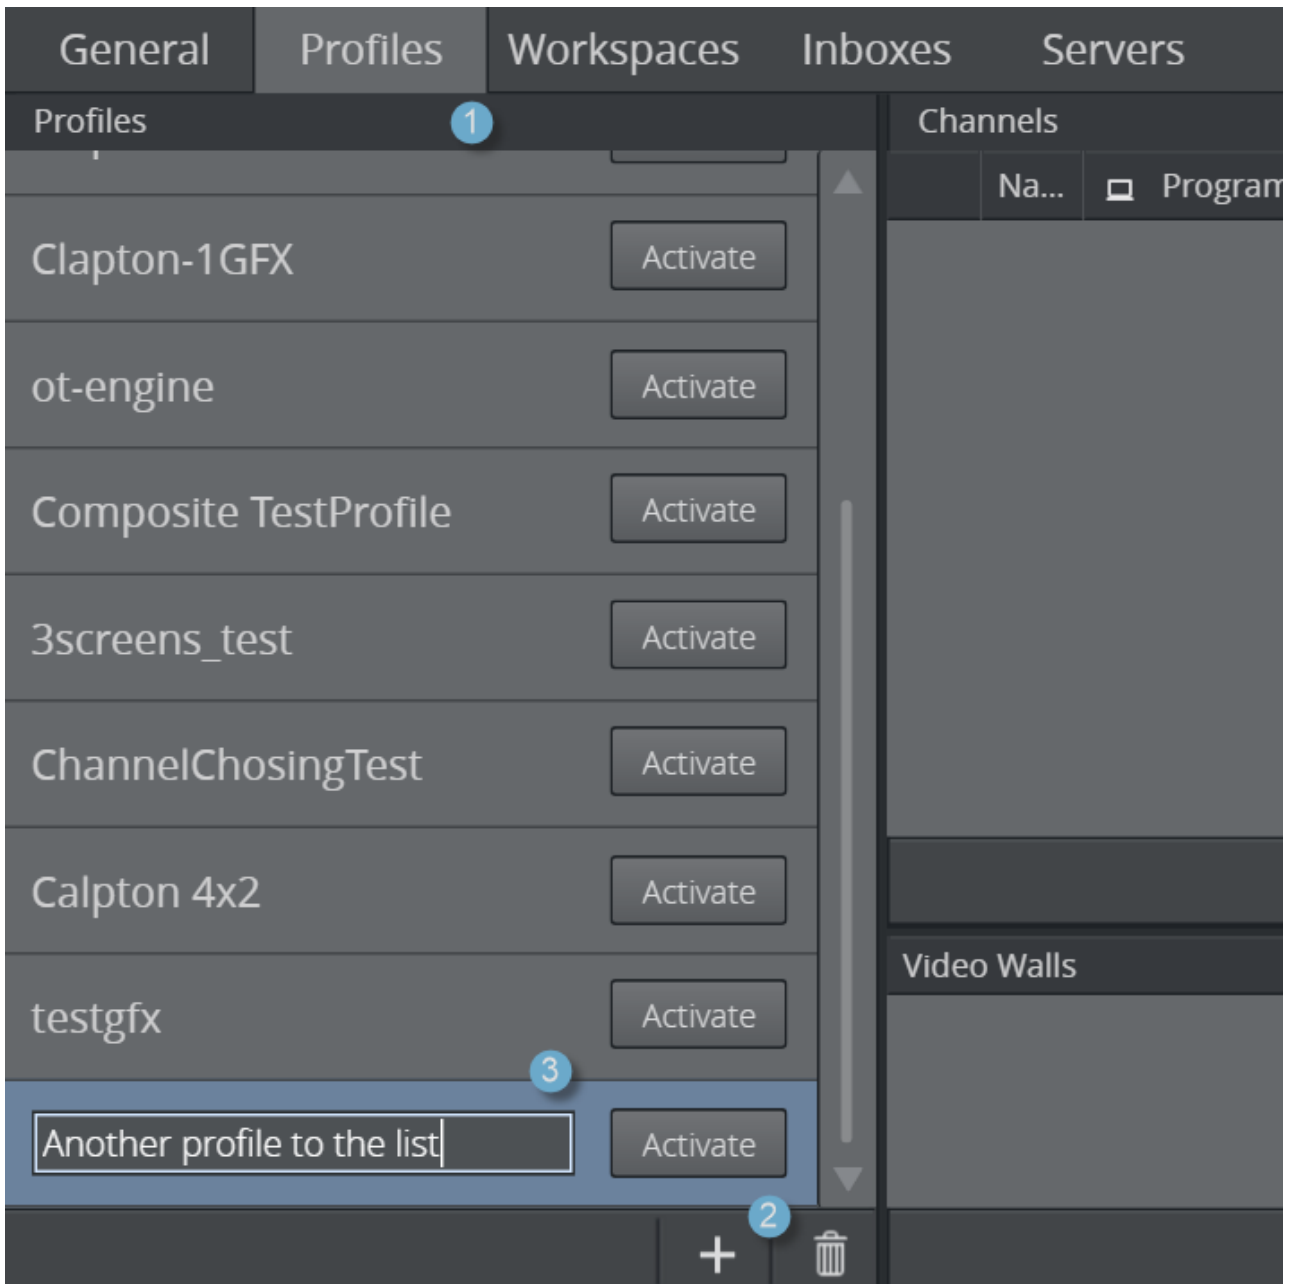 General Profiles Workspaces Inboxes Servers
Profiles 1 Channels
Na... Program
Clapton-1GFX Activate
ot-engine Activate
Composite TestProfile Activate
3screens_test Activate
ChannelChosingTest Activate
Calpton 4x2 Activate
Video Walls
testgfx Activate
3
Another profile to the list Activate
2